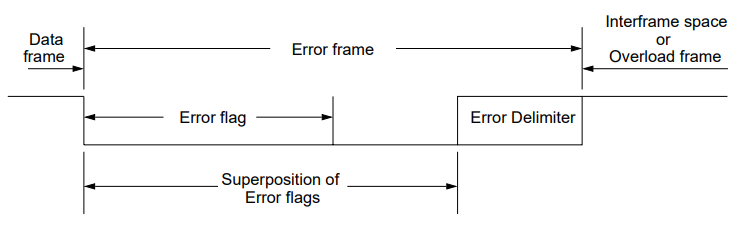 Interframe space
or
Overload frame
Data
frame
Error frame
Error flag
Error Delimiter
Superposition of
Error flags